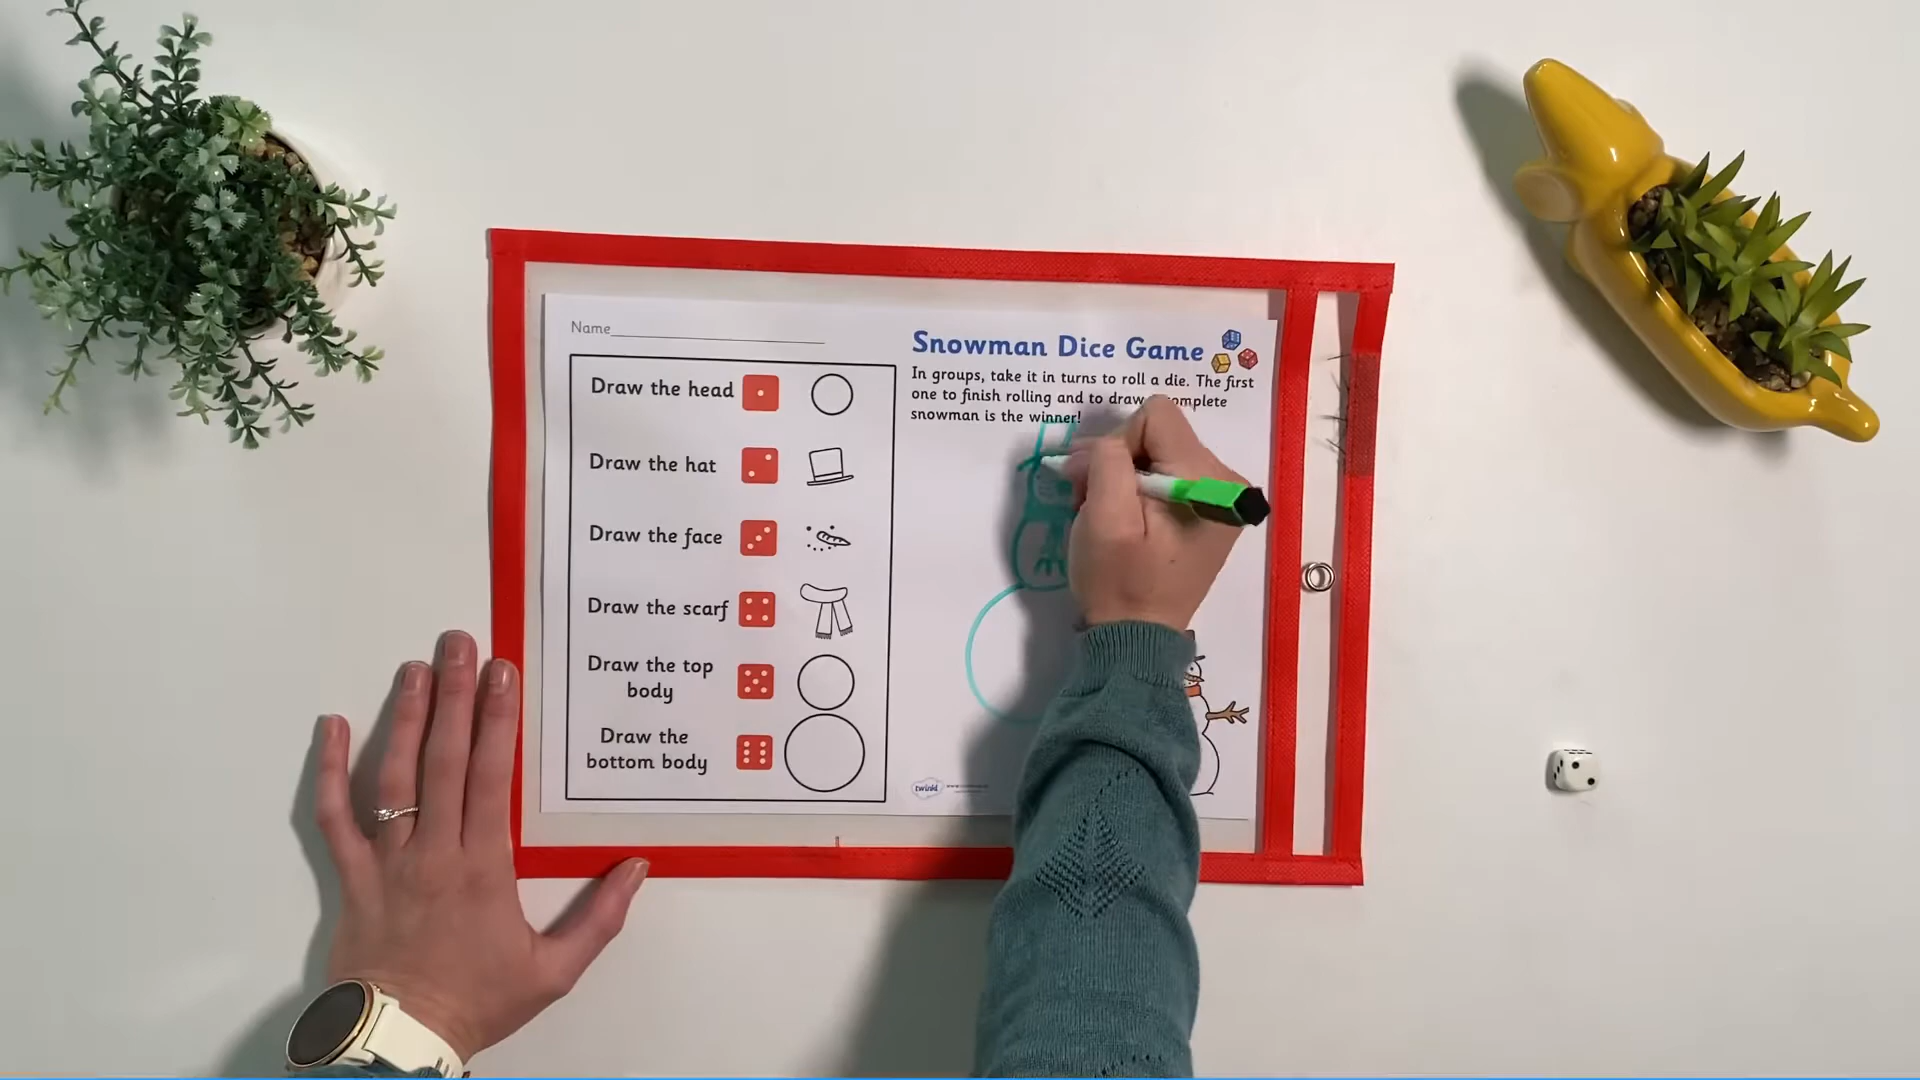 Name
Draw the head
Draw the hat
Draw the face
Draw the scarf
Draw the top
body
Draw the
bottom body
Snowman Dice Game
In groups, take it in turns to roll a die. The first
one to finish rolling and to draw complete
snowman is the winner!
twinkl